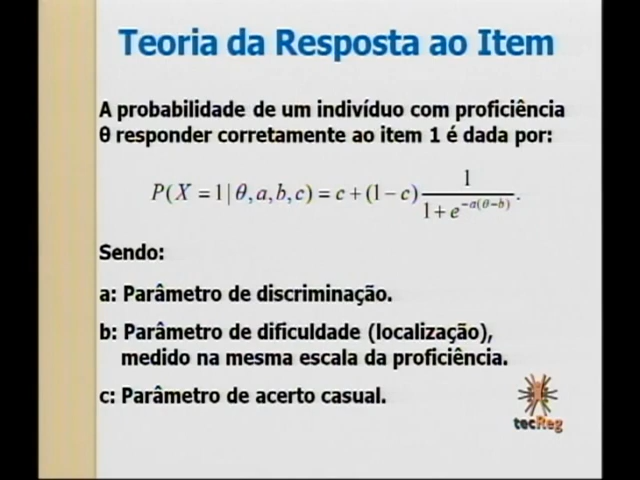 Teoria da Resposta ao Item
A probabilidade de um indivíduo com proficiência
θ responder corretamente ao item 1 é dada por:
P(X = 1 | θ, a, b, c) = c + (1 − c) 1 / (1 + e^{−a(θ−b)}).
Sendo:
a: Parâmetro de discriminação.
b: Parâmetro de dificuldade (localização),
medido na mesma escala da proficiência.
c: Parâmetro de acerto casual.
tecReg